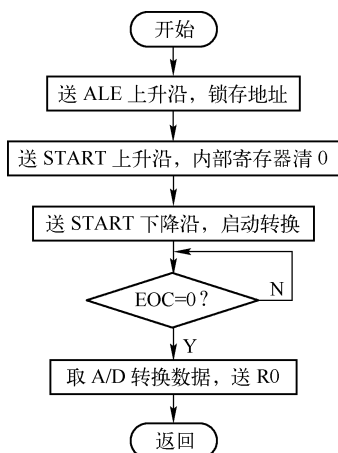 开始
送 ALE 上升沿，锁存地址
送 START 上升沿，内部寄存器清 0
送 START 下降沿，启动转换
EOC=0？
N
Y
取 A/D 转换数据，送 R0
返回